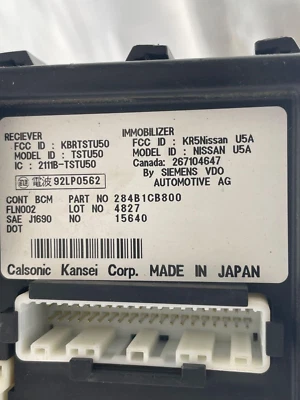 RECIEVER
FCC ID : KBRTSTU50
MODEL ID : TSTU50
IC : 2111B-TSTU50
電波 92LP0562
IMMOBILIZER
FCC ID : KR5Nissan U5A
MODEL ID : NISSAN U5A
Canada: 267104647
By SIEMENS VDO
AUTOMOTIVE AG
CONT BCM PART NO 284B1CB800
FLN002 LOT NO 4827
SAE J1690 NO 15640
DOT
Calsonic Kansei Corp. MADE IN JAPAN